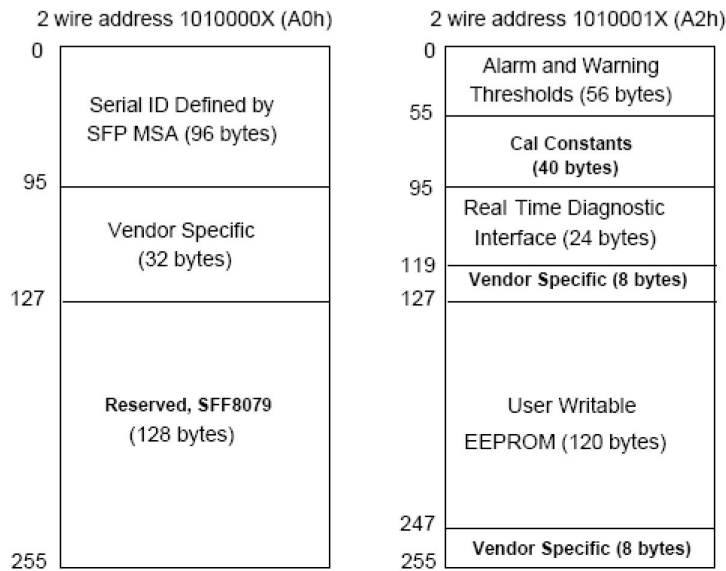 2 wire address 1010000X (A0h)
0
Serial ID Defined by
SFP MSA (96 bytes)
95
Vendor Specific
(32 bytes)
127
Reserved, SFF8079
(128 bytes)
255
2 wire address 1010001X (A2h)
0
Alarm and Warning
Thresholds (56 bytes)
55
Cal Constants
(40 bytes)
95
Real Time Diagnostic
Interface (24 bytes)
119
Vendor Specific (8 bytes)
127
User Writable
EEPROM (120 bytes)
247
Vendor Specific (8 bytes)
255